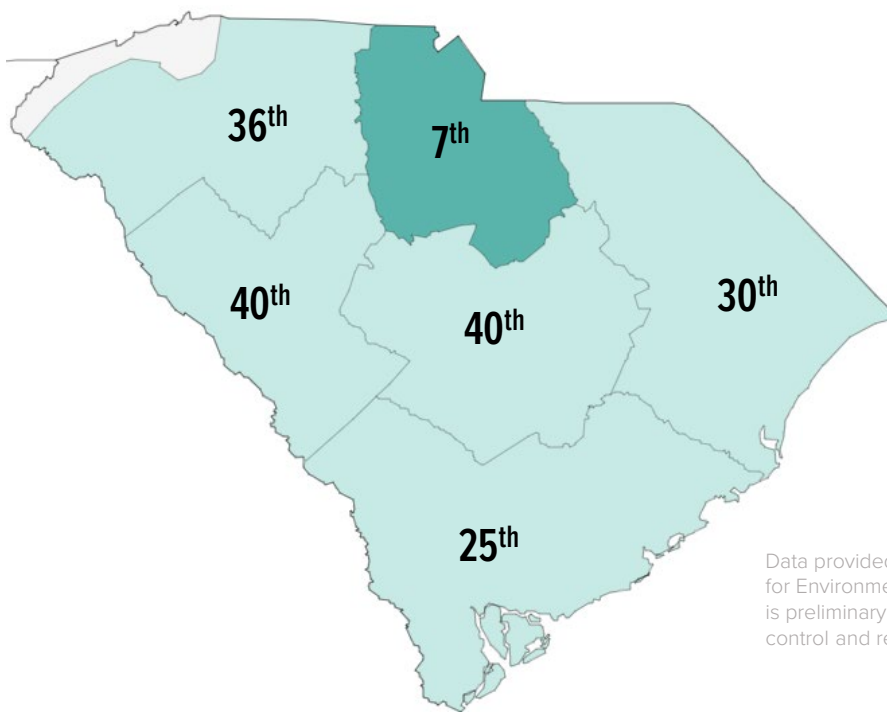 36th
7th
40th
40th
30th
25th
Data provided
for Environme
is preliminary
control and re